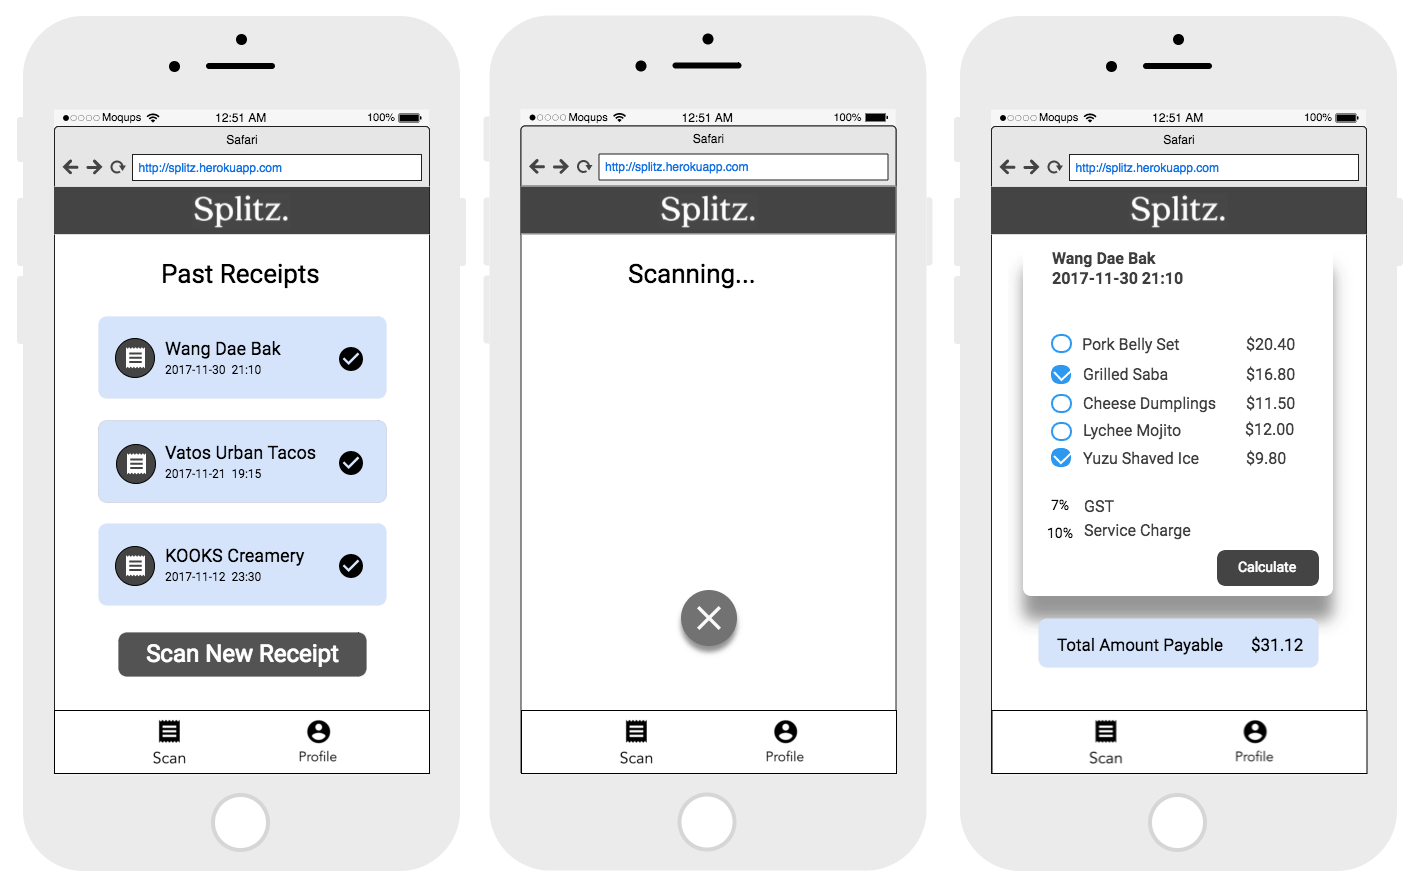 Moqups 12:51 AM 100%
Safari
http://splitz.herokuapp.com
Splitz.
Past Receipts
Wang Dae Bak
2017-11-30 21:10
Vatos Urban Tacos
2017-11-21 19:15
KOOKS Creamery
2017-11-12 23:30
Scan New Receipt
Scan Profile
Moqups 12:51 AM 100%
Safari
http://splitz.herokuapp.com
Splitz.
Scanning...
Scan Profile
Moqups 12:51 AM 100%
Safari
http://splitz.herokuapp.com
Splitz.
Wang Dae Bak
2017-11-30 21:10
Pork Belly Set $20.40
Grilled Saba $16.80
Cheese Dumplings $11.50
Lychee Mojito $12.00
Yuzu Shaved Ice $9.80
7% GST
10% Service Charge
Calculate
Total Amount Payable $31.12
Scan Profile